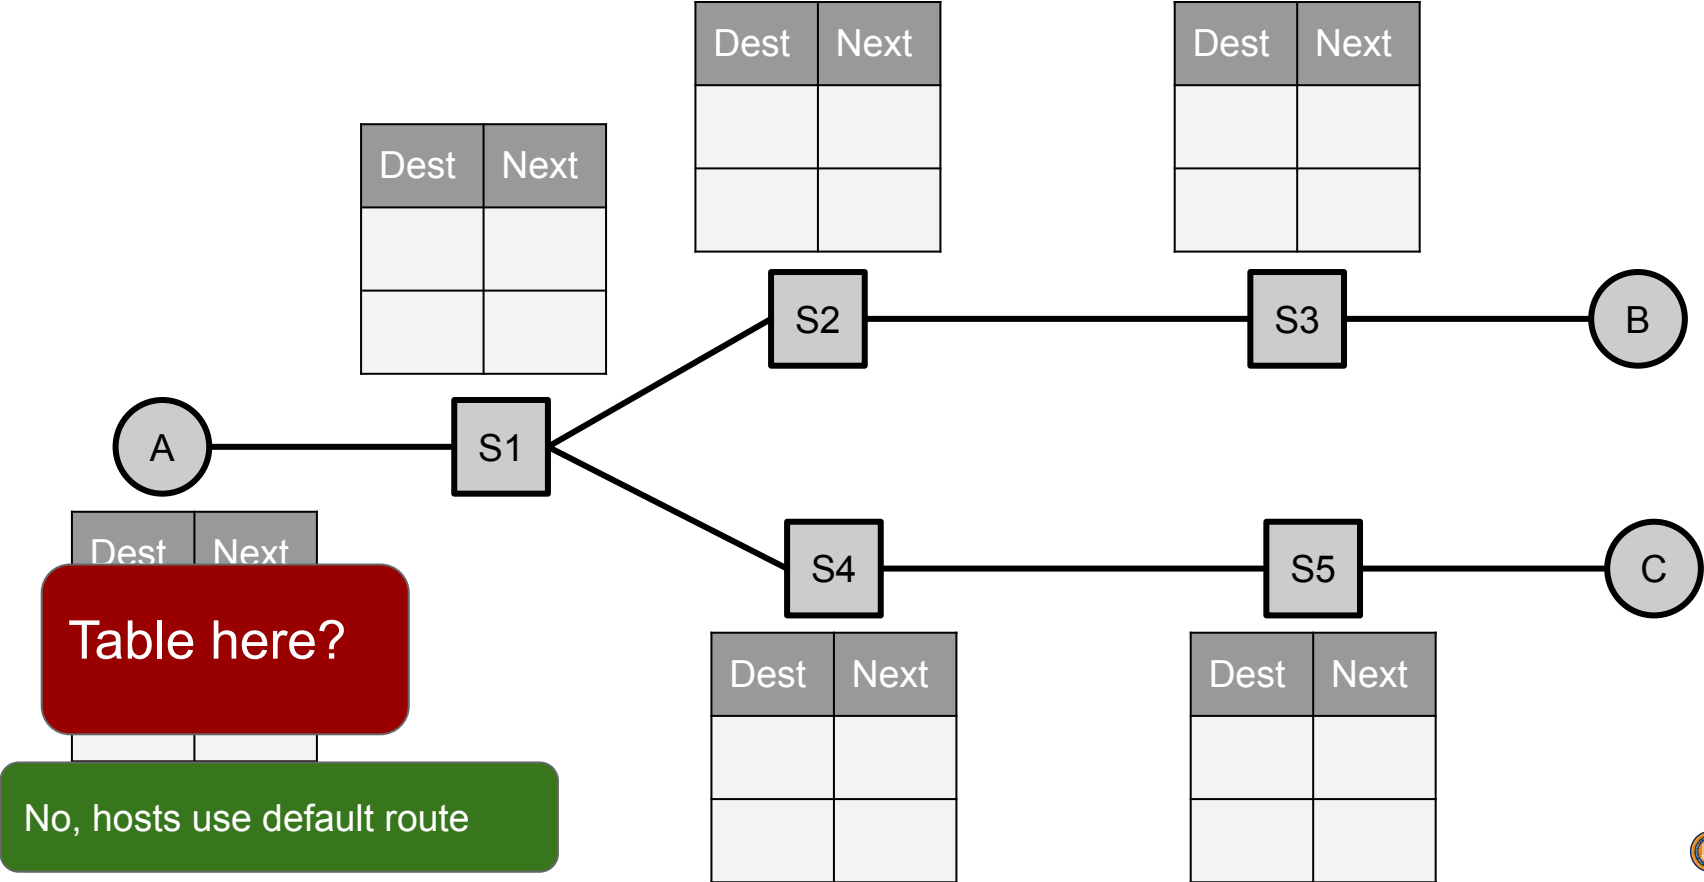 Dest Next
Dest Next
Dest Next
S2
S3
B
A
S1
S4
S5
C
Dest Next
Table here?
Dest Next
Dest Next
No, hosts use default route